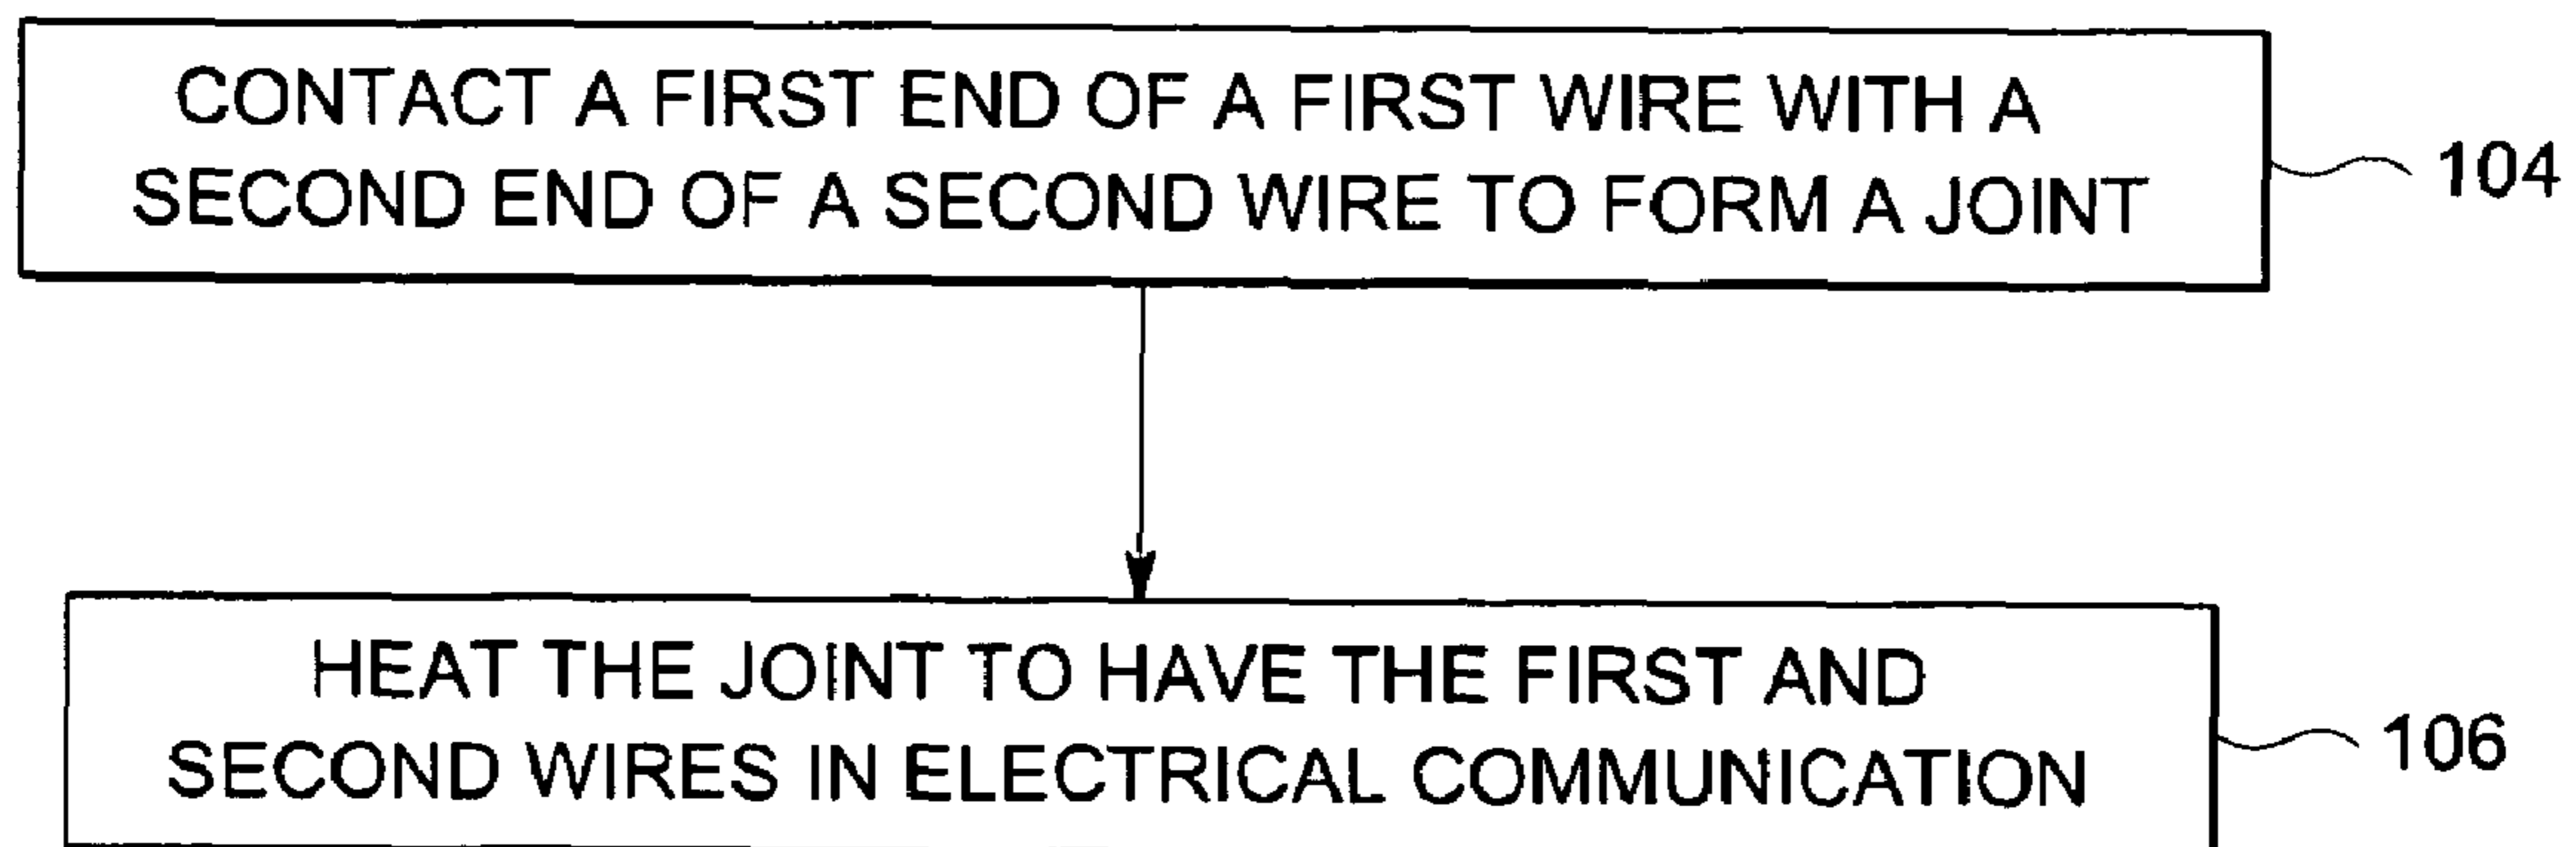 CONTACT A FIRST END OF A FIRST WIRE WITH A
SECOND END OF A SECOND WIRE TO FORM A JOINT
104
HEAT THE JOINT TO HAVE THE FIRST AND
SECOND WIRES IN ELECTRICAL COMMUNICATION
106